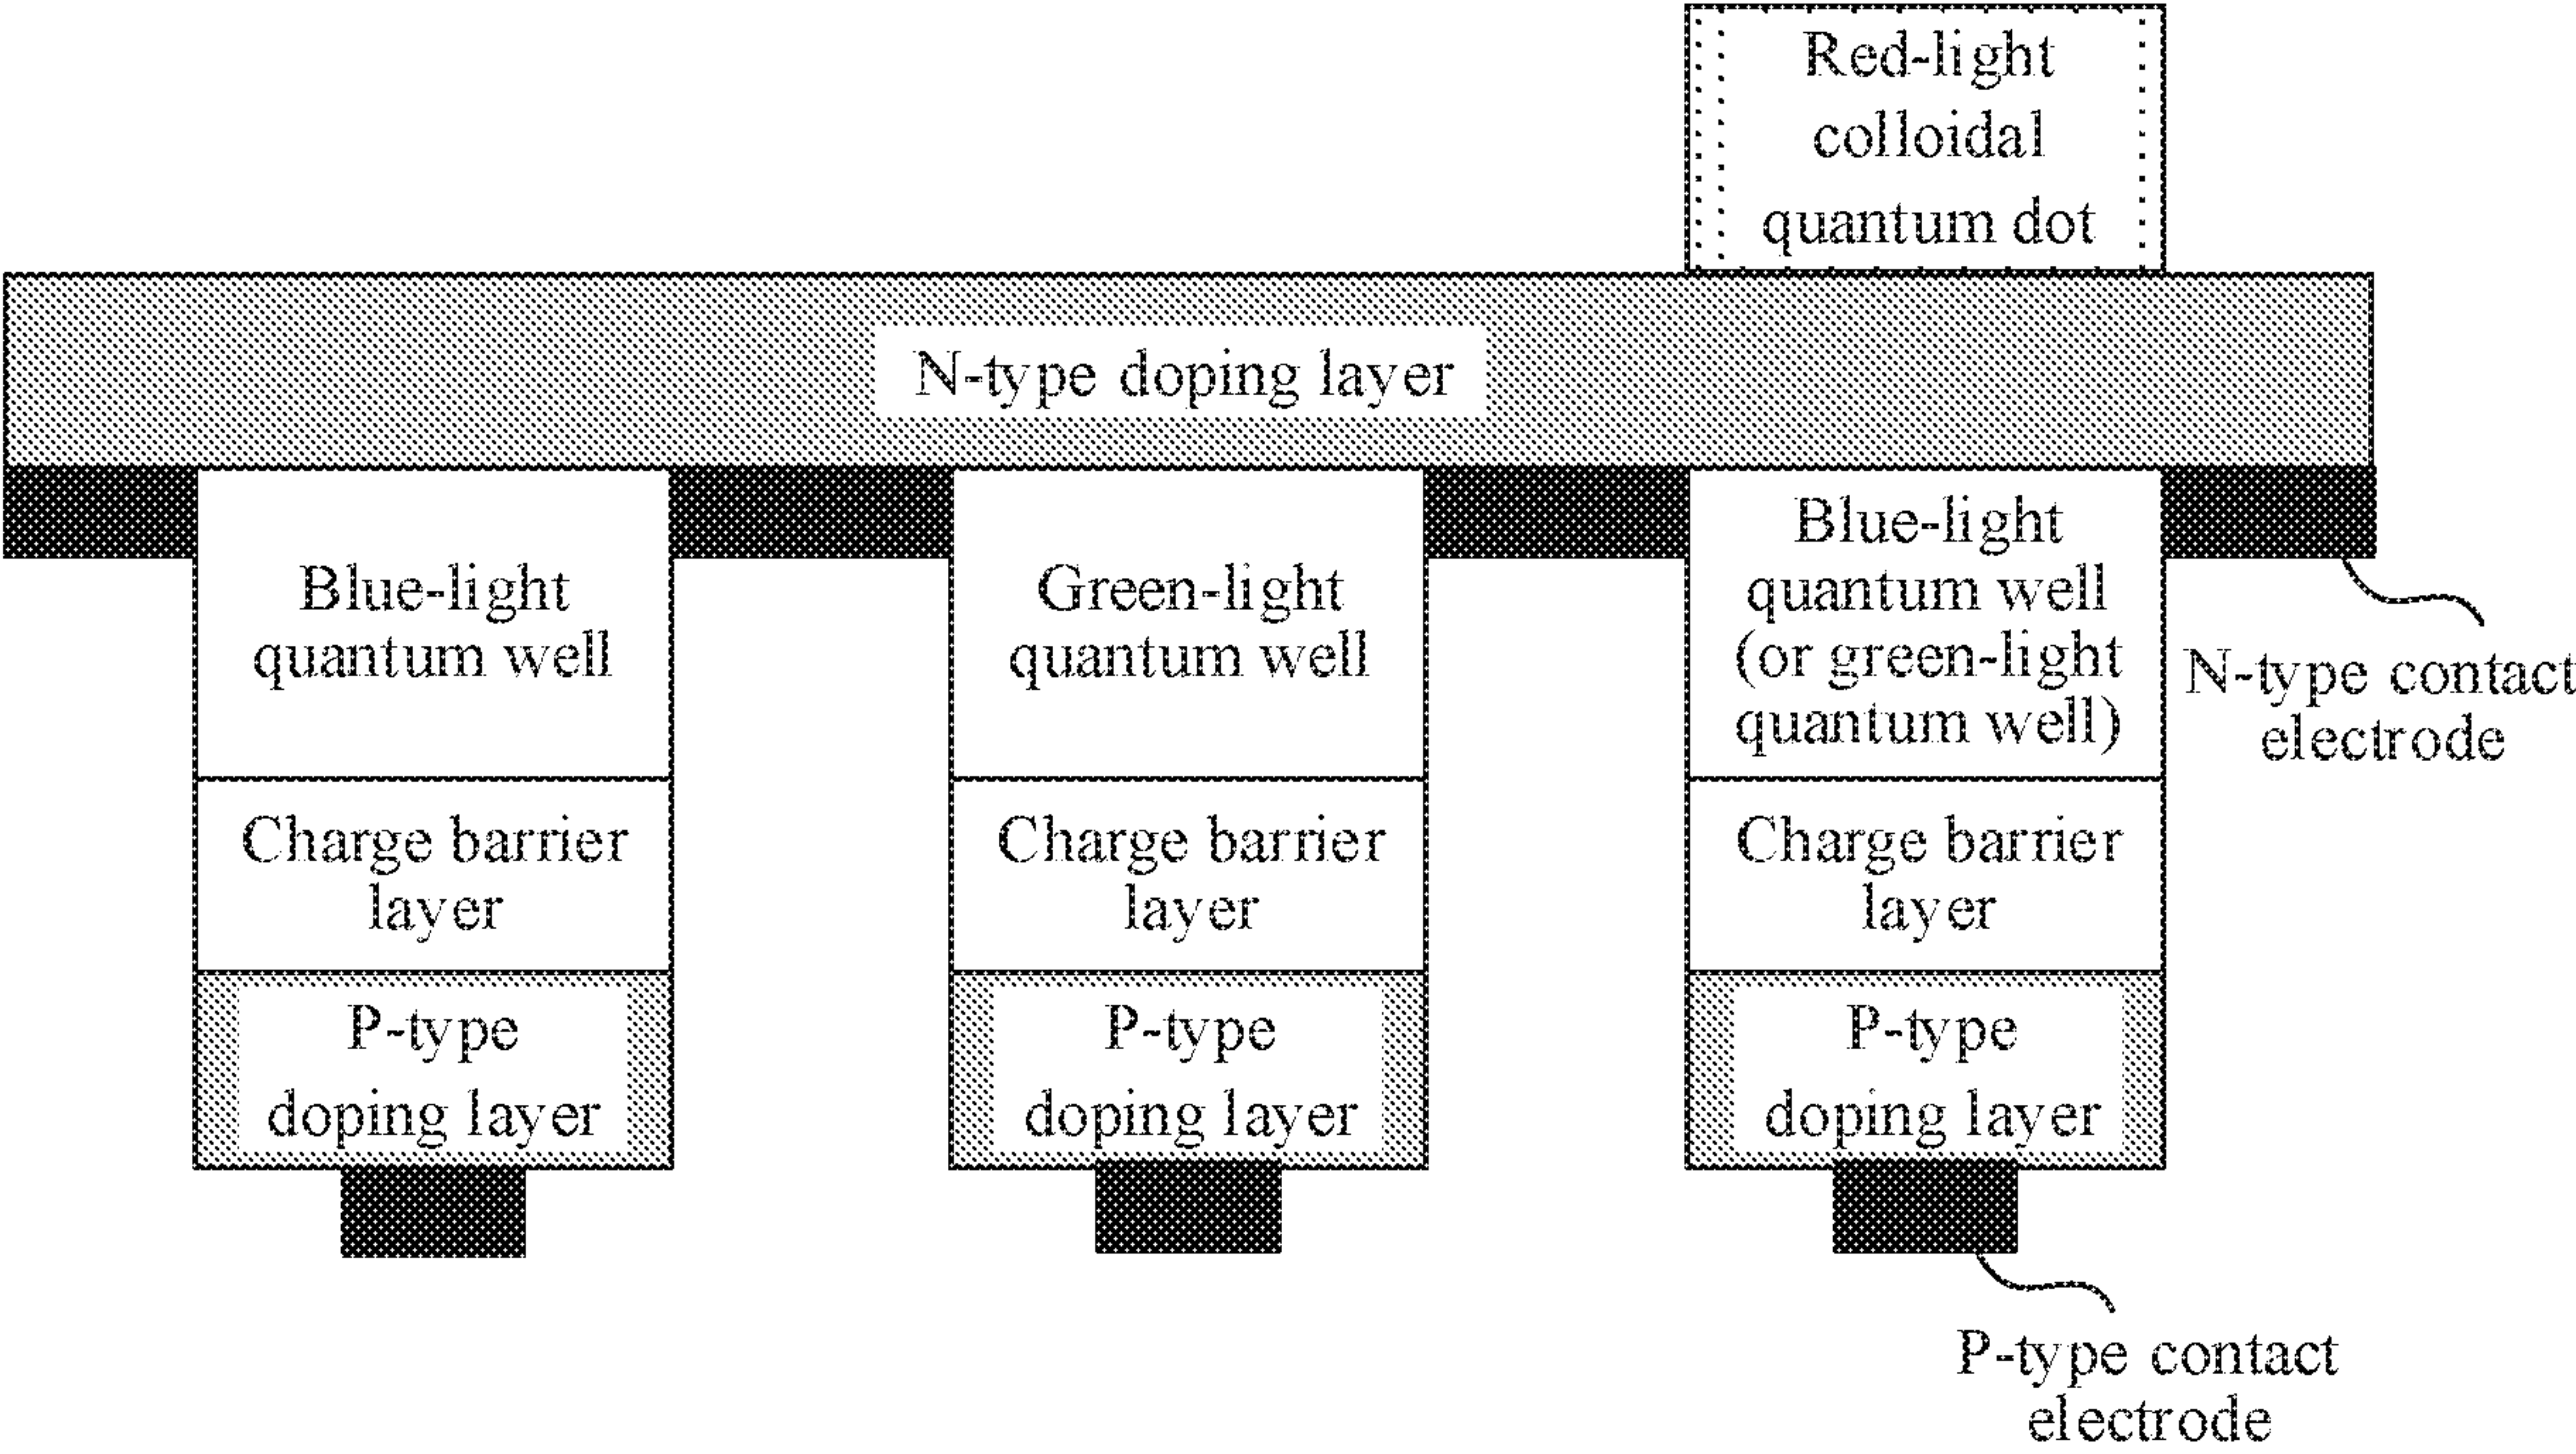 Red-light
colloidal
quantum dot
N-type doping layer
Blue-light
quantum well
Green-light
quantum well
Blue-light
quantum well
(or green-light
quantum well)
N-type contact
electrode
Charge barrier
layer
Charge barrier
layer
Charge barrier
layer
P-type
doping layer
P-type
doping layer
P-type
doping layer
P-type contact
electrode